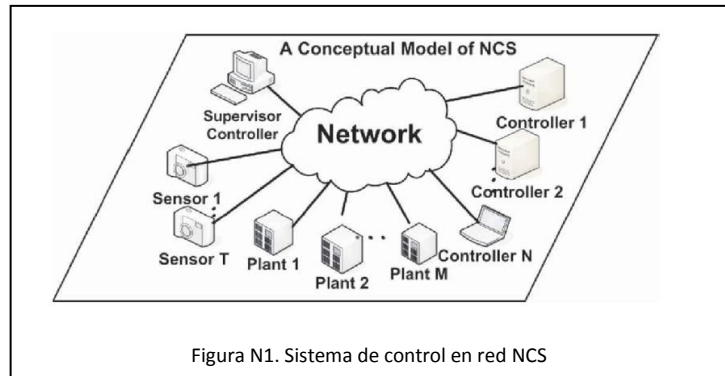 A Conceptual Model of NCS
Supervisor
Controller
Network
Controller 1
Controller 2
Sensor 1
Sensor T
Plant 1
Plant 2
Plant M
Controller N
Figura N1. Sistema de control en red NCS